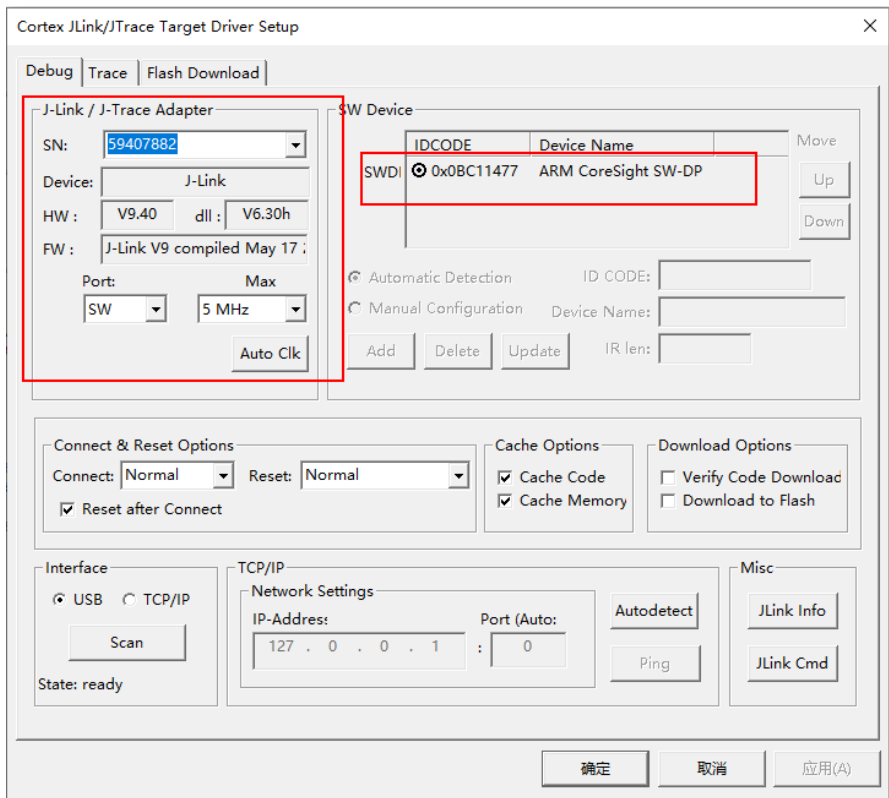 Cortex JLink/JTrace Target Driver Setup
Debug
Trace
Flash Download
J-Link / J-Trace Adapter
SN: 59407882
Device: J-Link
HW : V9.40 dll : V6.30h
FW : J-Link V9 compiled May 17
Port: Max
SW 5 MHz
Auto Clk
SW Device
IDCODE Device Name
SWDI 0x0BC11477 ARM CoreSight SW-DP
Move
Up
Down
Automatic Detection ID CODE:
Manual Configuration Device Name:
Add Delete Update IR len:
Connect & Reset Options
Connect: Normal Reset: Normal
Reset after Connect
Cache Options
Cache Code
Cache Memory
Download Options
Verify Code Download
Download to Flash
Interface
USB TCP/IP
Scan
State: ready
TCP/IP
Network Settings
IP-Address Port (Auto:
127 . 0 . 0 . 1 : 0
Autodetect
Ping
Misc
JLink Info
JLink Cmd
确定 取消 应用(A)